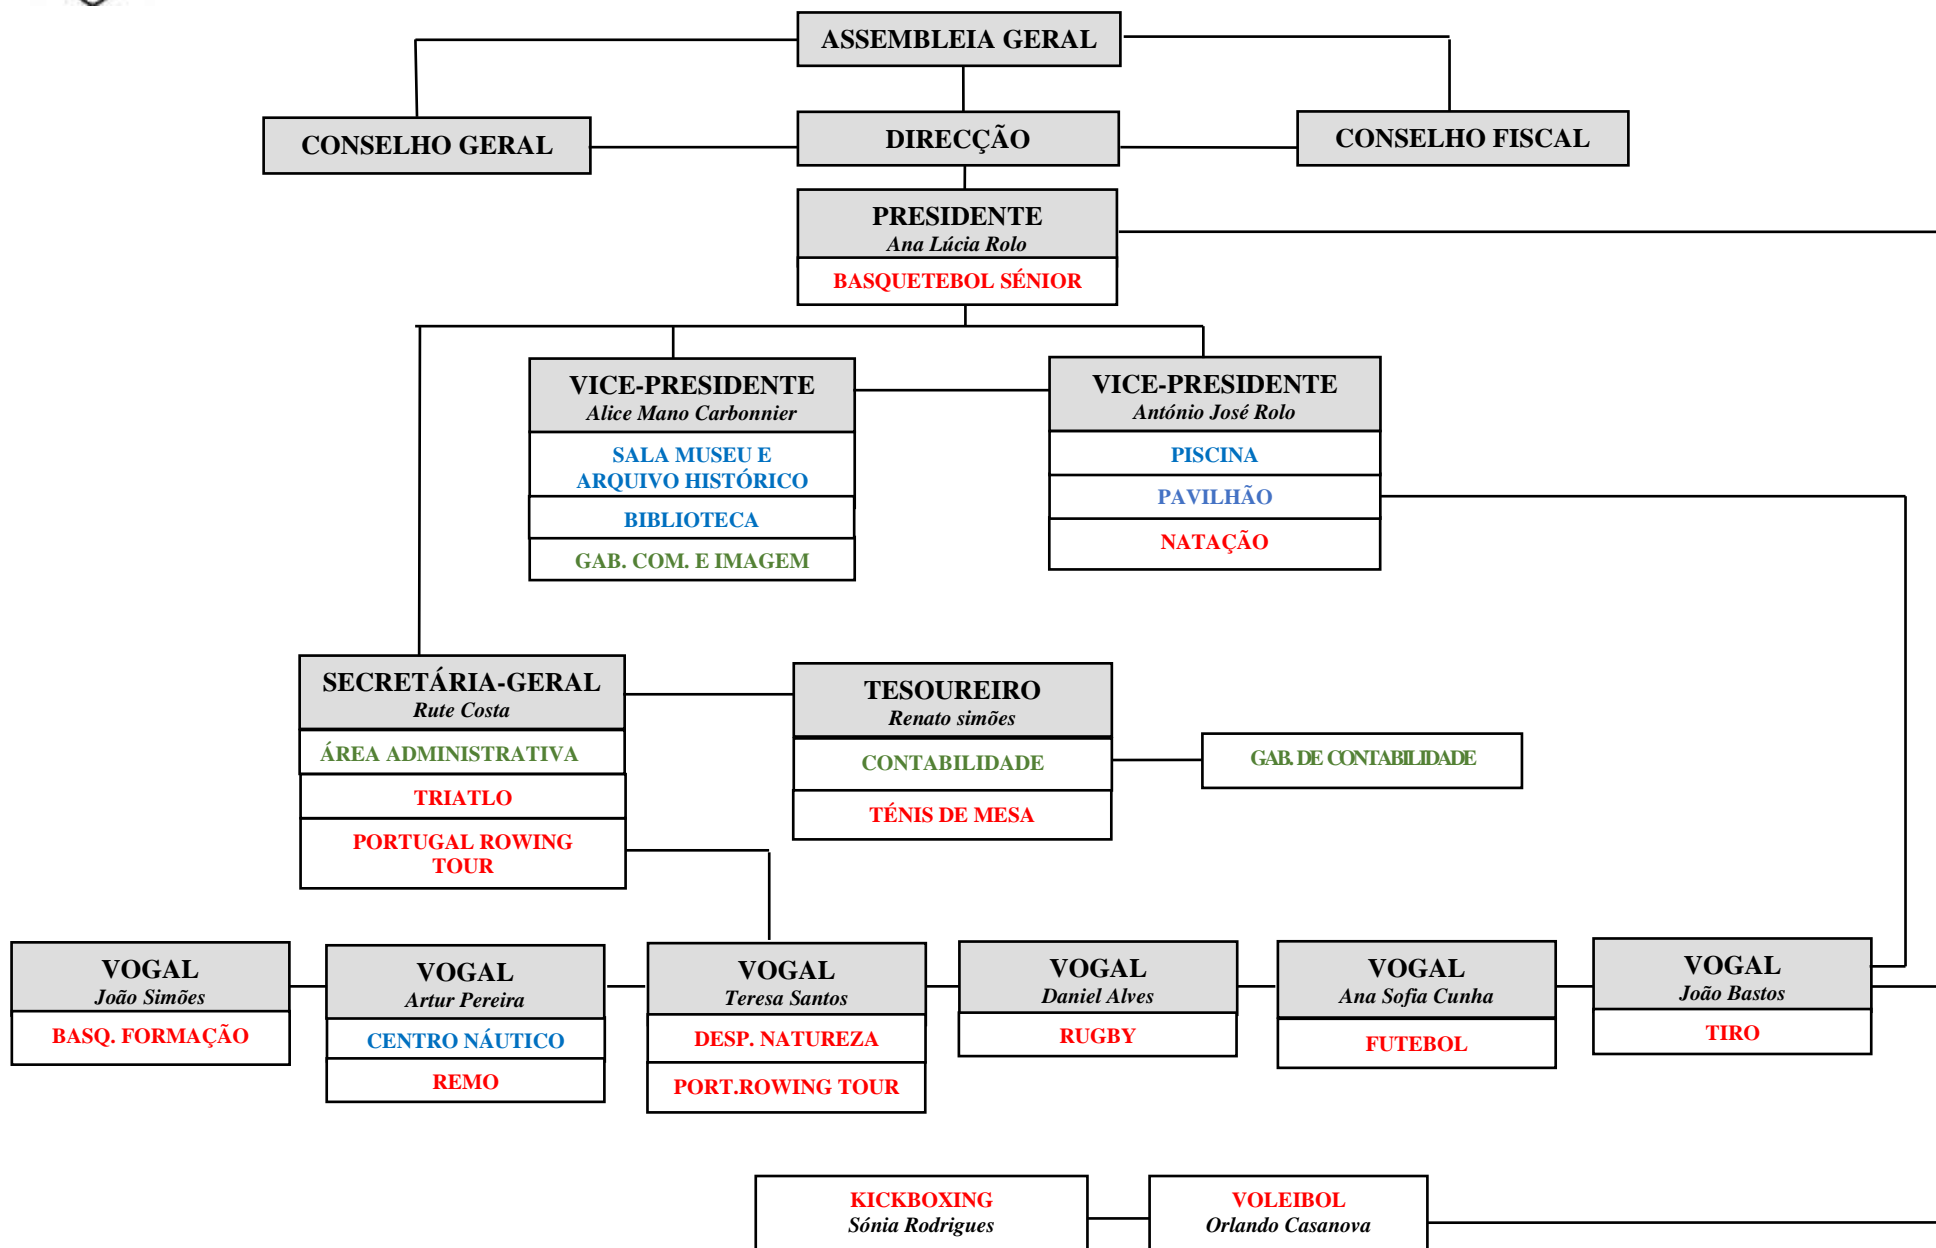 ASSEMBLEIA GERAL
CONSELHO GERAL
DIRECÇÃO
CONSELHO FISCAL
PRESIDENTE
Ana Lúcia Rolo
BASQUETEBOL SÉNIOR
VICE-PRESIDENTE
Alice Mano Carbonnier
SALA MUSEU E
ARQUIVO HISTÓRICO
BIBLIOTECA
GAB. COM. E IMAGEM
VICE-PRESIDENTE
António José Rolo
PISCINA
PAVILHÃO
NATAÇÃO
SECRETÁRIA-GERAL
Rute Costa
ÁREA ADMINISTRATIVA
TRIATLO
PORTUGAL ROWING
TOUR
TESOUREIRO
Renato simões
CONTABILIDADE
TÉNIS DE MESA
GAB. DE CONTABILIDADE
VOGAL
João Simões
BASQ. FORMAÇÃO
VOGAL
Artur Pereira
CENTRO NÁUTICO
REMO
VOGAL
Teresa Santos
DESP. NATUREZA
PORT.ROWING TOUR
VOGAL
Daniel Alves
RUGBY
VOGAL
Ana Sofia Cunha
FUTEBOL
VOGAL
João Bastos
TIRO
KICKBOXING
Sónia Rodrigues
VOLEIBOL
Orlando Casanova